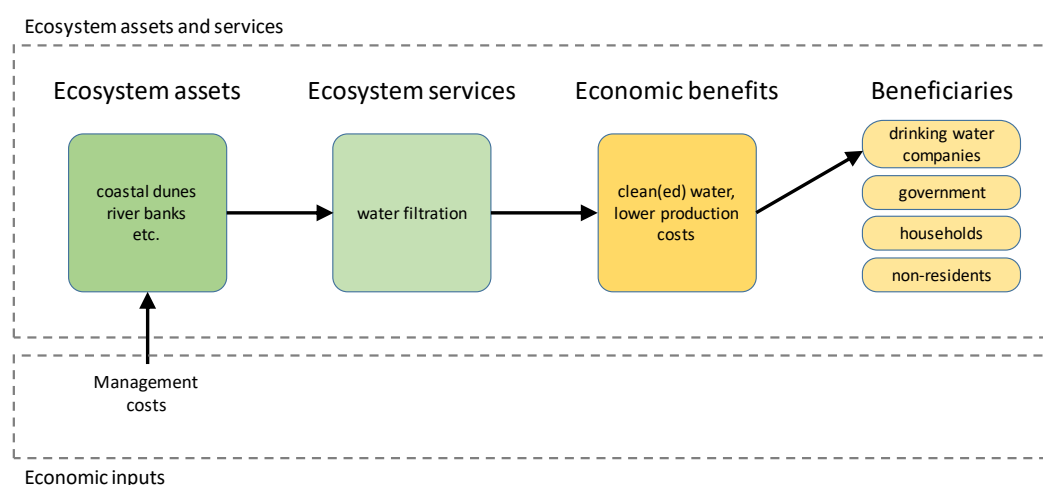 Ecosystem assets and services
Ecosystem assets
Ecosystem services
Economic benefits
Beneficiaries
coastal dunes
river banks
etc.
water filtration
clean(ed) water,
lower production
costs
drinking water
companies
government
households
non-residents
Management
costs
Economic inputs